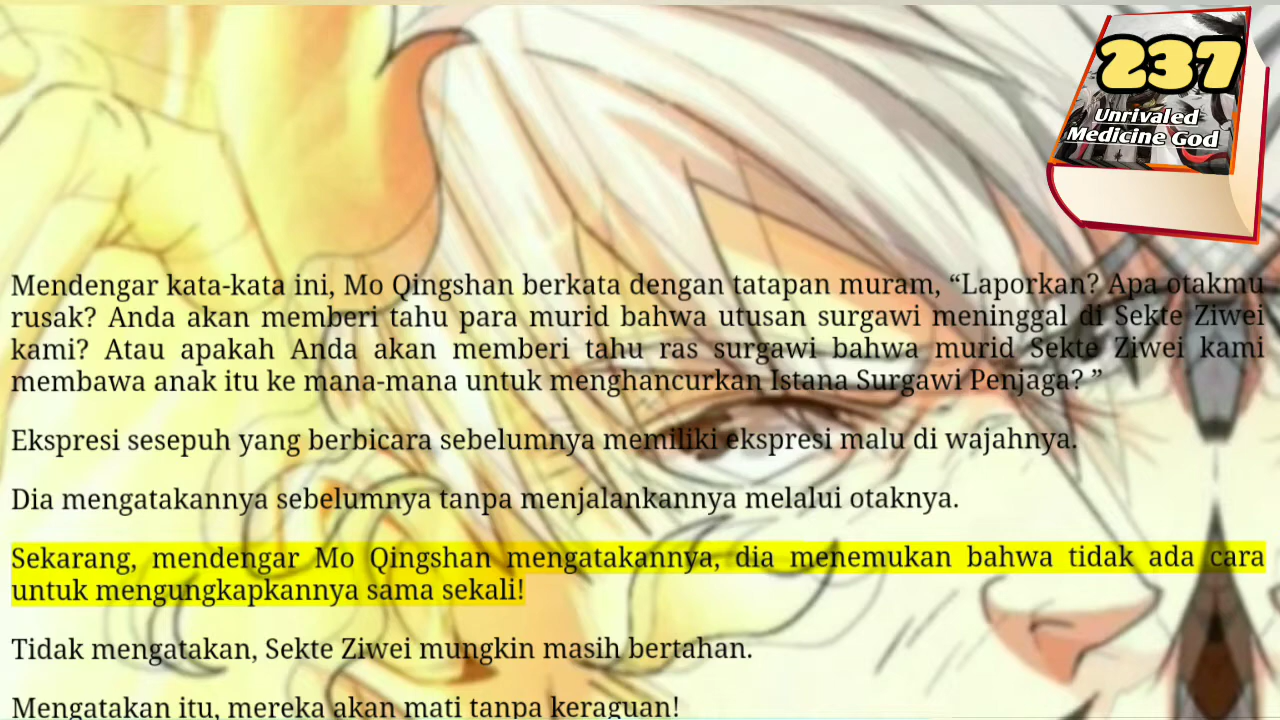 237
Unrivaled
Medicine God
Mendengar kata-kata ini, Mo Qingshan berkata dengan tatapan muram, “Laporkan? Apa otakmu
rusak? Anda akan memberi tahu para murid bahwa utusan surgawi meninggal di Sekte Ziwei
kami? Atau apakah Anda akan memberi tahu ras surgawi bahwa murid Sekte Ziwei kami
membawa anak itu ke mana-mana untuk menghancurkan Istana Surgawi Penjaga? ”
Ekspresi sesepuh yang berbicara sebelumnya memiliki ekspresi malu di wajahnya.
Dia mengatakannya sebelumnya tanpa menjalankannya melalui otaknya.
Sekarang, mendengar Mo Qingshan mengatakannya, dia menemukan bahwa tidak ada cara
untuk mengungkapkannya sama sekali!
Tidak mengatakan, Sekte Ziwei mungkin masih bertahan.
Mengatakan itu, mereka akan mati tanpa keraguan!